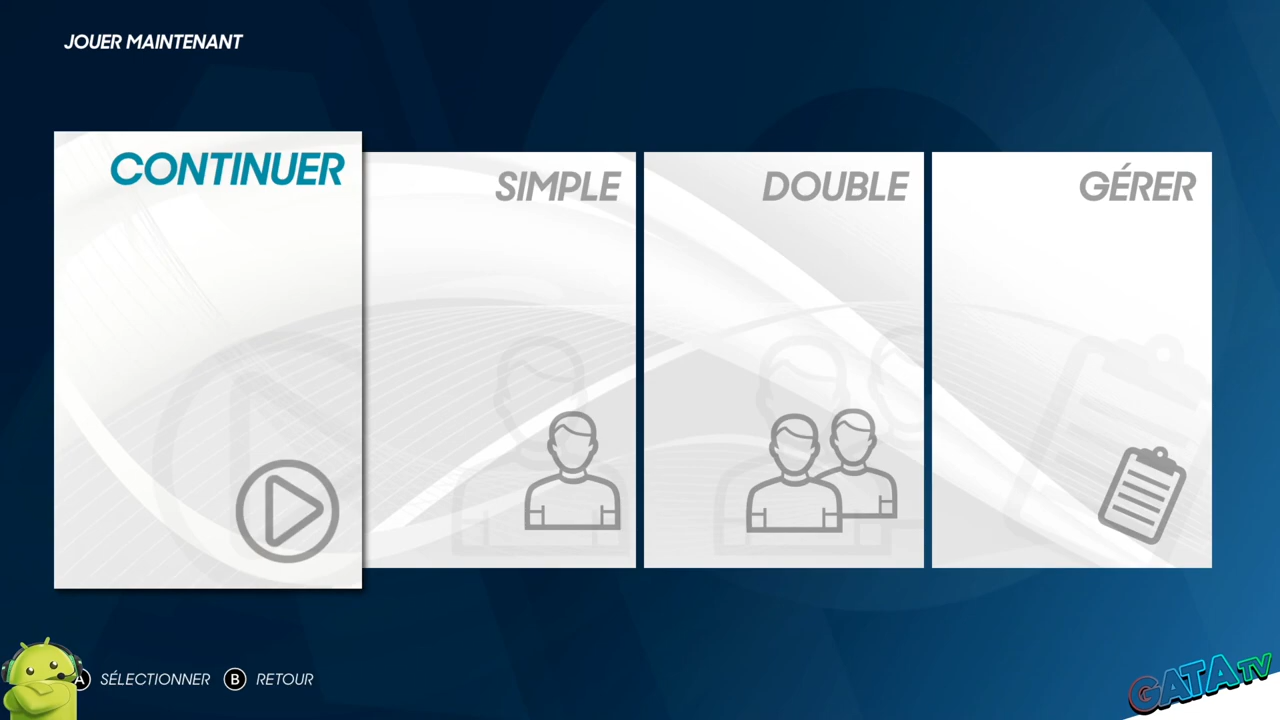 JOUER MAINTENANT
CONTINUER
SIMPLE
DOUBLE
GÉRER
A SÉLECTIONNER B RETOUR
GATA TV